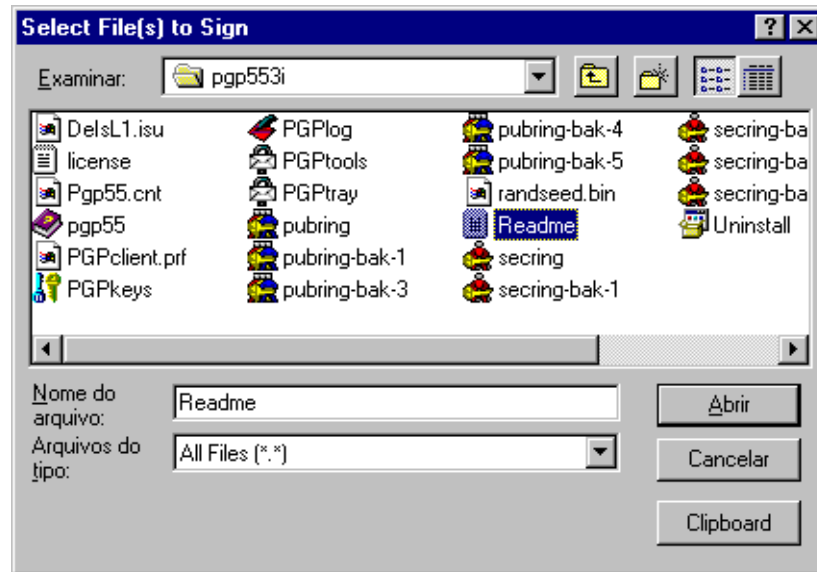 Select File(s) to Sign
Examinar: pgp553i
DelsL1.isu PGPlog pubring-bak-4 secring-ba
license PGPtools pubring-bak-5 secring-ba
Pgp55.cnt PGPtray randseed.bin secring-ba
pgp55 pubring Readme Uninstall
PGPclient.prf pubring-bak-1 secring
PGPkeys pubring-bak-3 secring-bak-1
Nome do
arquivo: Readme Abrir
Arquivos do
tipo: All Files (*.*) Cancelar
Clipboard